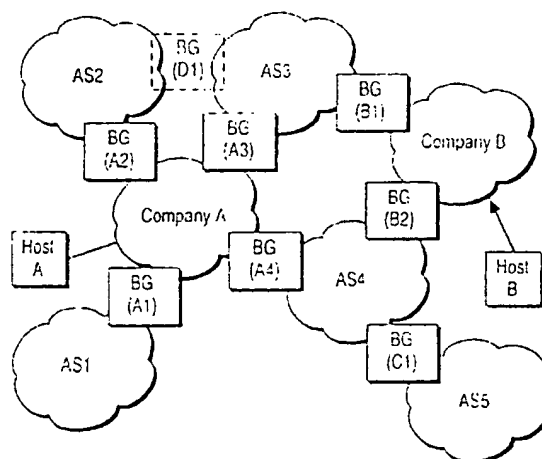 BG
(D1)
AS2
AS3
BG
(B1)
BG
(A2)
BG
(A3)
Company B
Company A
BG
(B2)
Host
A
BG
(A4)
Host
B
BG
(A1)
AS4
BG
(C1)
AS1
AS5